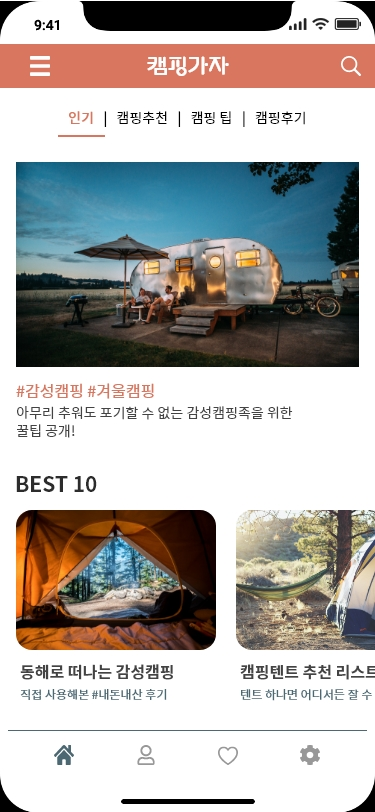 9:41
캠핑가자
인기 | 캠핑추천 | 캠핑 팁 | 캠핑후기
#감성캠핑 #겨울캠핑
아무리 추워도 포기할 수 없는 감성캠핑족을 위한
꿀팁 공개!
BEST 10
동해로 떠나는 감성캠핑
직접 사용해본 #내돈내산 후기
캠핑텐트 추천 리스트
텐트 하나면 어디서든 잘 수